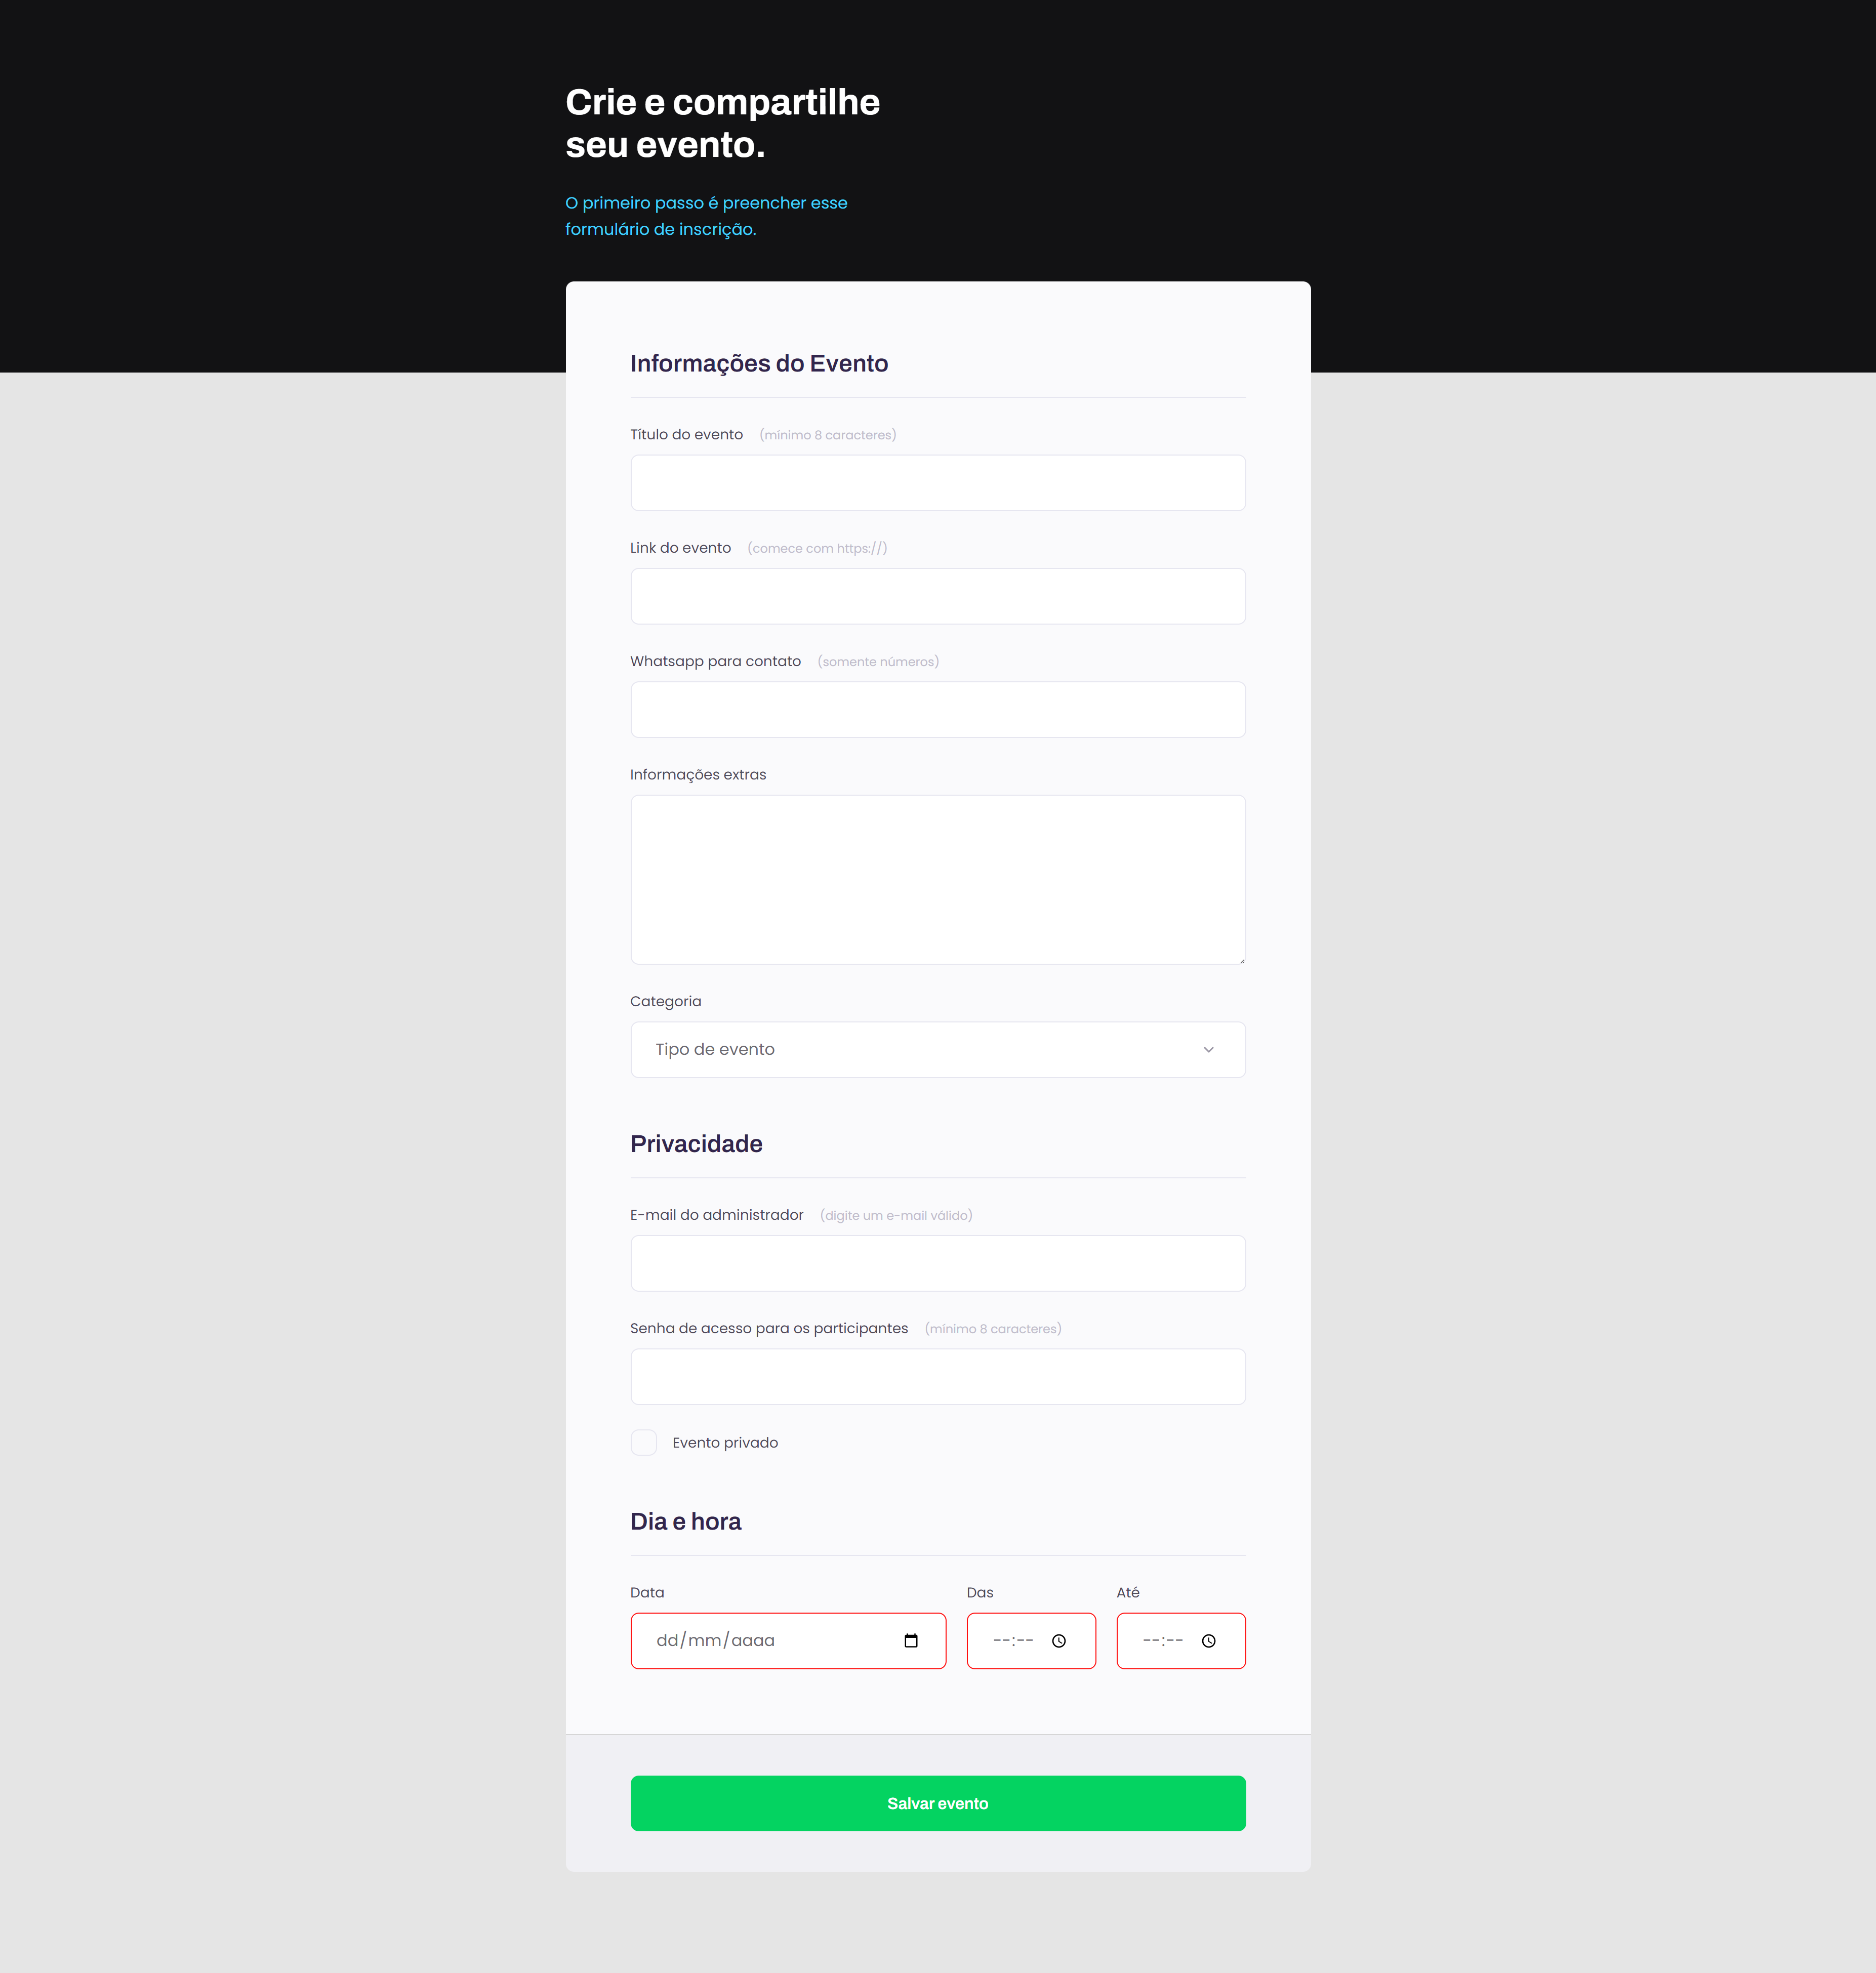 Crie e compartilhe
seu evento.
O primeiro passo é preencher esse
formulário de inscrição.
Informações do Evento
Título do evento (mínimo 8 caracteres)
Link do evento (comece com https://)
Whatsapp para contato (somente números)
Informações extras
Categoria
Tipo de evento
Privacidade
E-mail do administrador (digite um e-mail válido)
Senha de acesso para os participantes (mínimo 8 caracteres)
Evento privado
Dia e hora
Data Das Até
dd/mm/aaaa --:-- --:--
Salvar evento